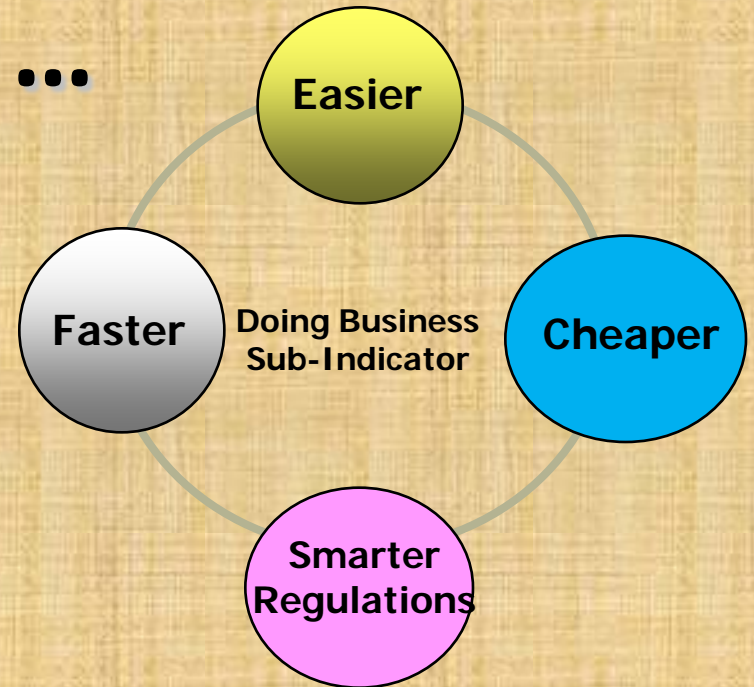 ...
Easier
Faster
Doing Business
Sub-Indicator
Cheaper
Smarter
Regulations